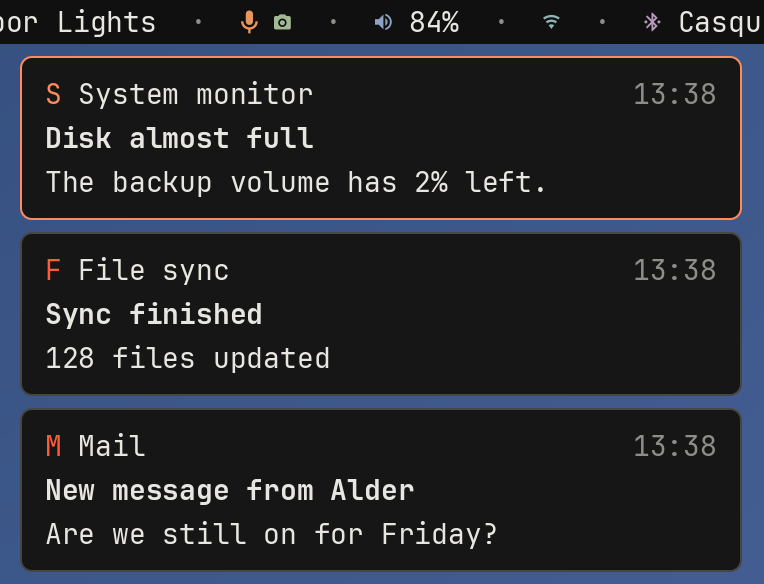 oor Lights · · 84% · · Casqu
S System monitor 13:38
Disk almost full
The backup volume has 2% left.
F File sync 13:38
Sync finished
128 files updated
M Mail 13:38
New message from Alder
Are we still on for Friday?